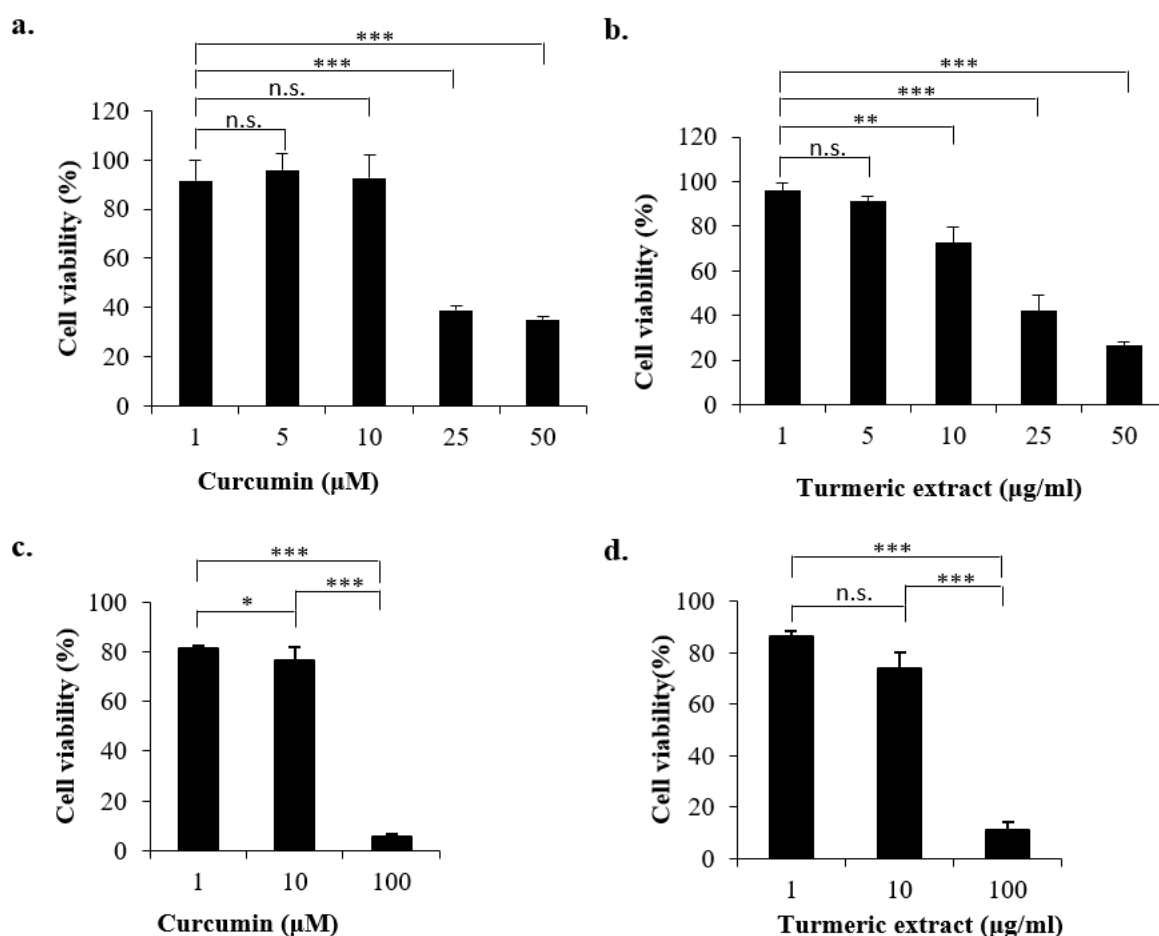 a.
***
***
n.s.
n.s.
120
100
80
60
40
20
0
Cell viability (%)
1 5 10 25 50
Curcumin (µM)
b.
***
***
**
n.s.
120
100
80
60
40
20
0
Cell viability (%)
1 5 10 25 50
Turmeric extract (µg/ml)
c.
***
***
*
100
80
60
40
20
0
Cell viability (%)
1 10 100
Curcumin (µM)
d.
***
n.s. ***
100
80
60
40
20
0
Cell viability(%)
1 10 100
Turmeric extract (µg/ml)